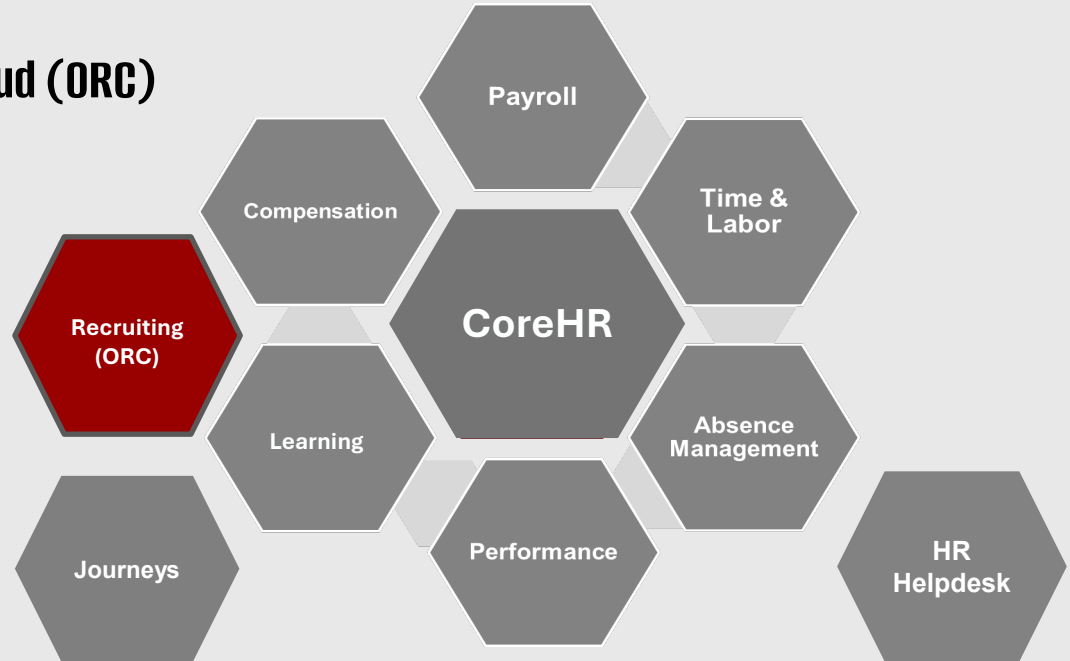 ud (ORC)
Payroll
Compensation
Time &
Labor
Recruiting
(ORC)
CoreHR
Learning
Absence
Management
Journeys
Performance
HR
Helpdesk